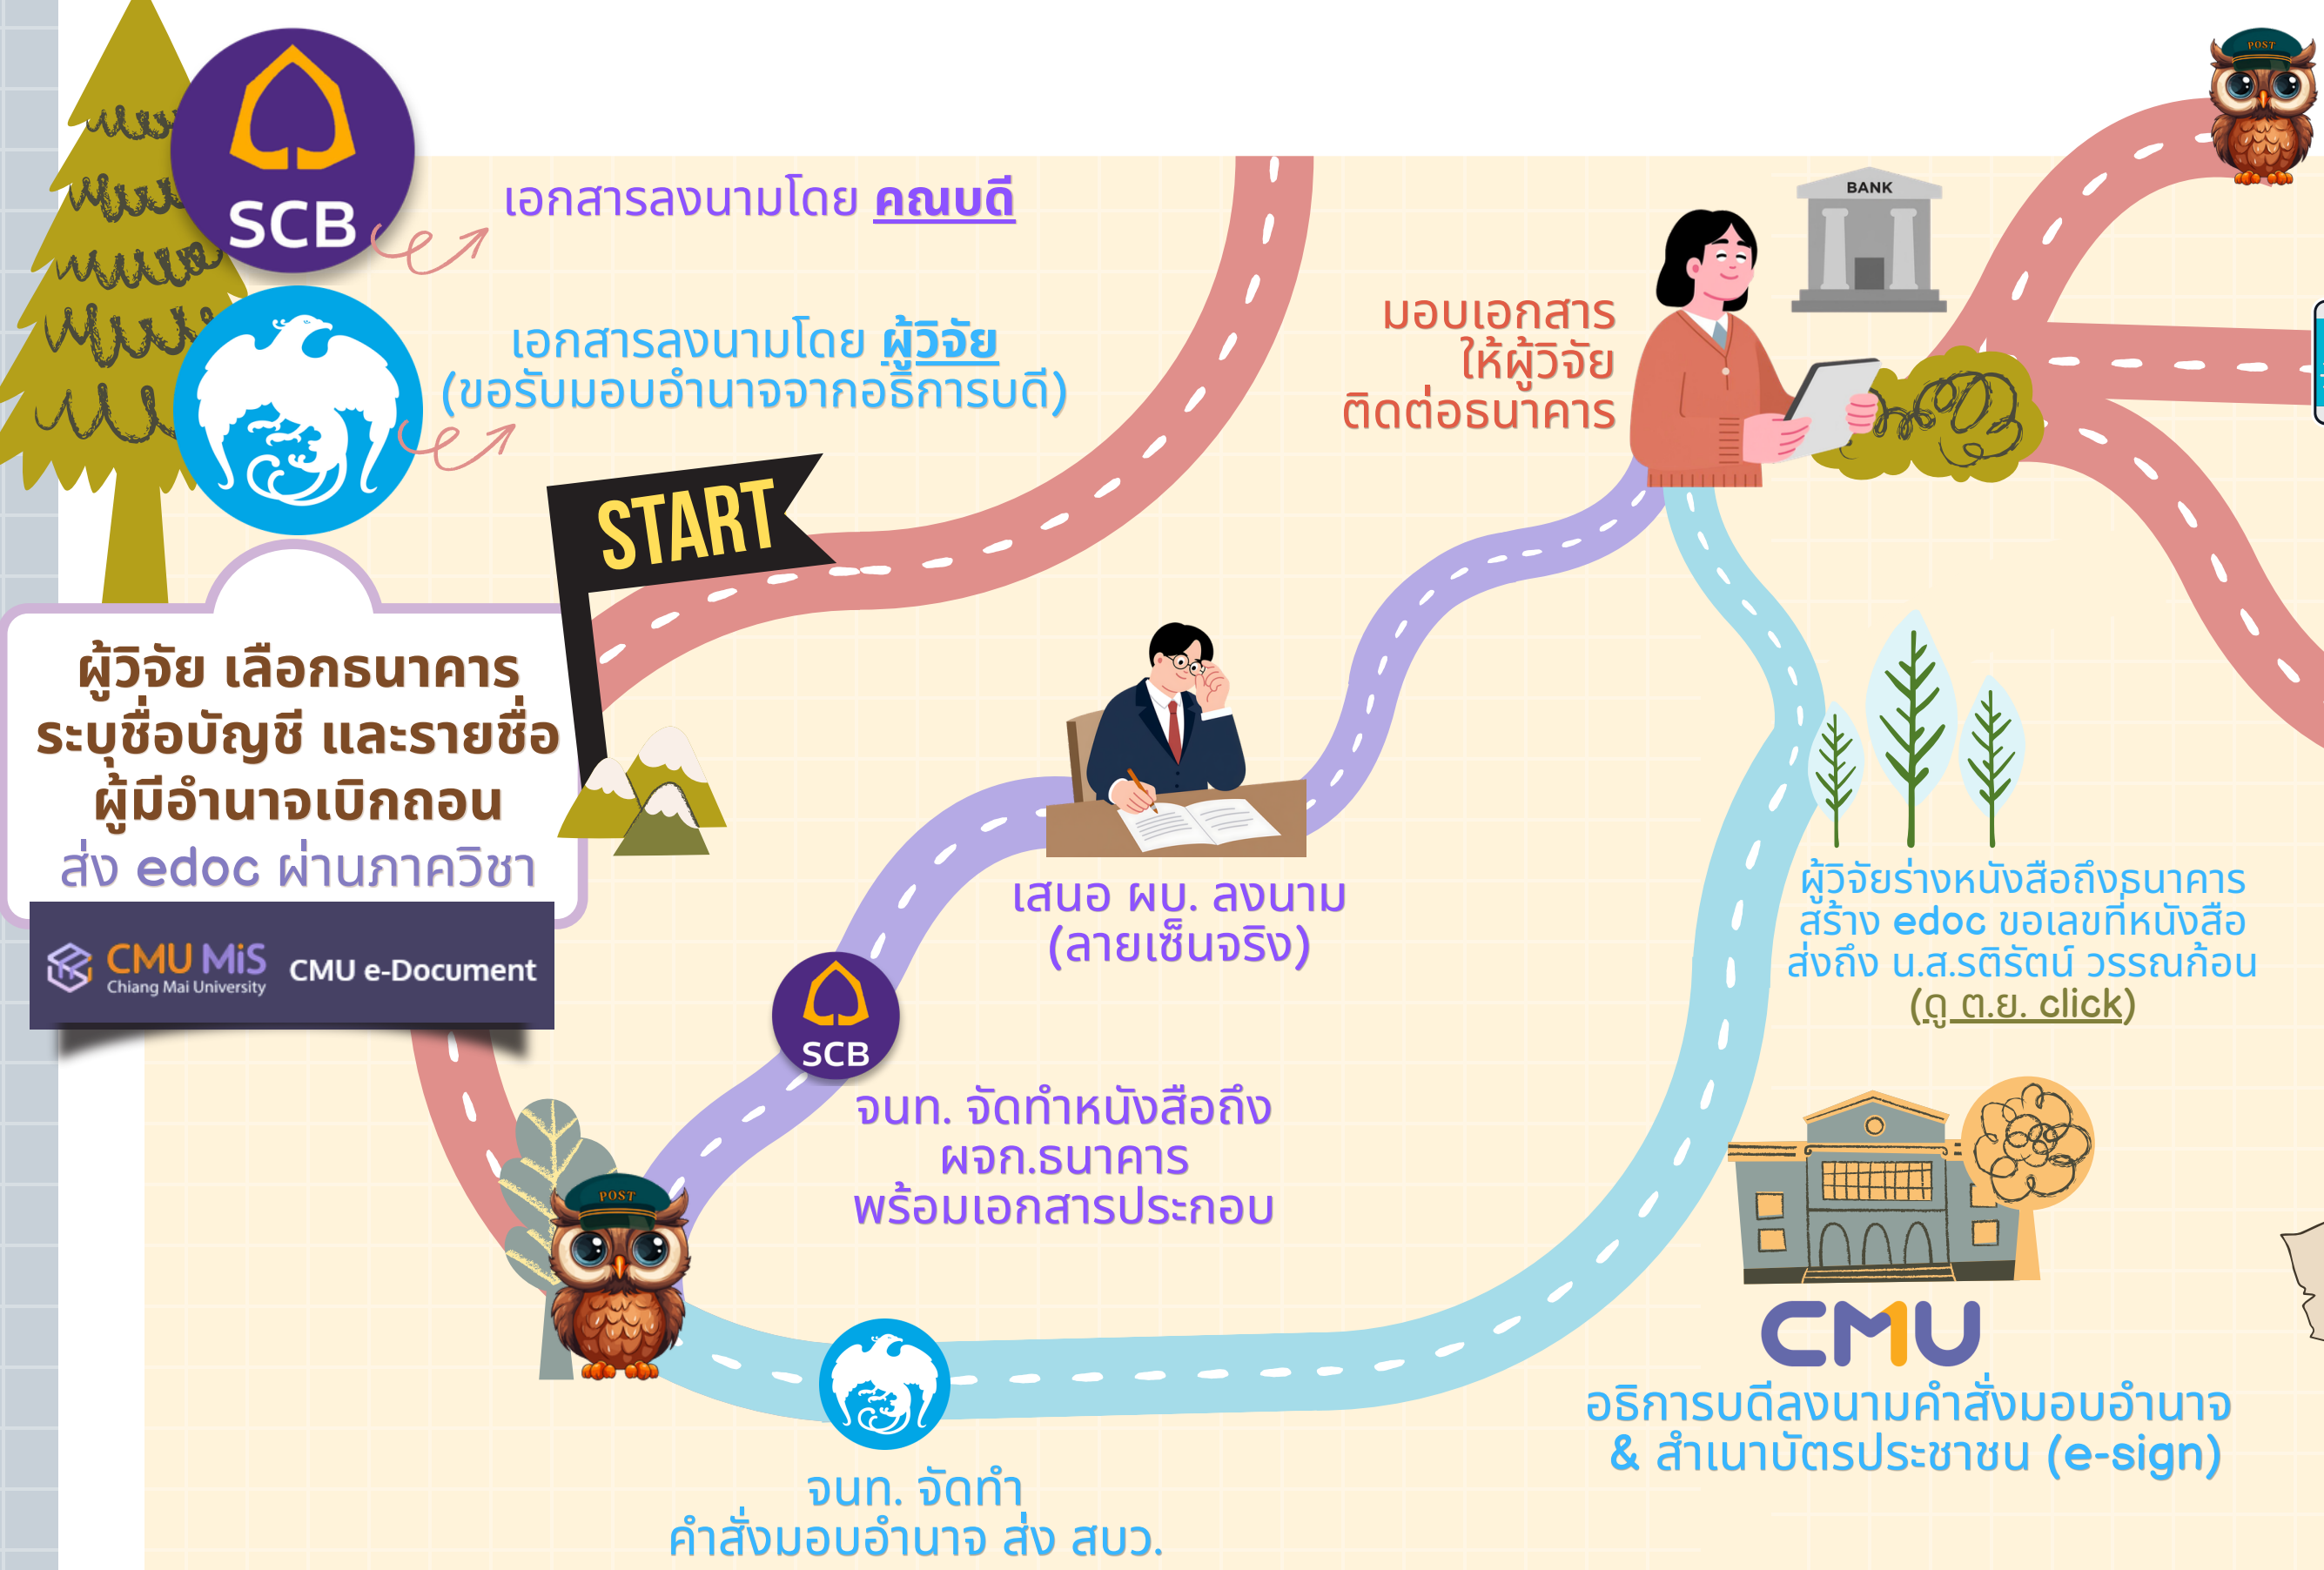 SCB
เอกสารลงนามโดย คณบดี
เอกสารลงนามโดย ผู้วิจัย
(ขอรับมอบอำนาจจากอธิการบดี)
START
ผู้วิจัย เลือกธนาคาร
ระบุชื่อบัญชี และรายชื่อ
ผู้มีอำนาจเบิกถอน
ส่ง edoc ผ่านภาควิชา
CMU MiS
Chiang Mai University
CMU e-Document
POST
SCB
จนท. จัดทำหนังสือถึง
ผจก.ธนาคาร
พร้อมเอกสารประกอบ
เสนอ ผบ. ลงนาม
(ลายเซ็นจริง)
จนท. จัดทำ
คำสั่งมอบอำนาจ ส่ง สบว.
CMU
อธิการบดีลงนามคำสั่งมอบอำนาจ
& สำเนาบัตรประชาชน (e-sign)
ผู้วิจัยร่างหนังสือถึงธนาคาร
สร้าง edoc ขอเลขที่หนังสือ
ส่งถึง น.ส.รติรัตน์ วรรณก้อน
(ดู ต.ย. click)
มอบเอกสาร
ให้ผู้วิจัย
ติดต่อธนาคาร
BANK
POST